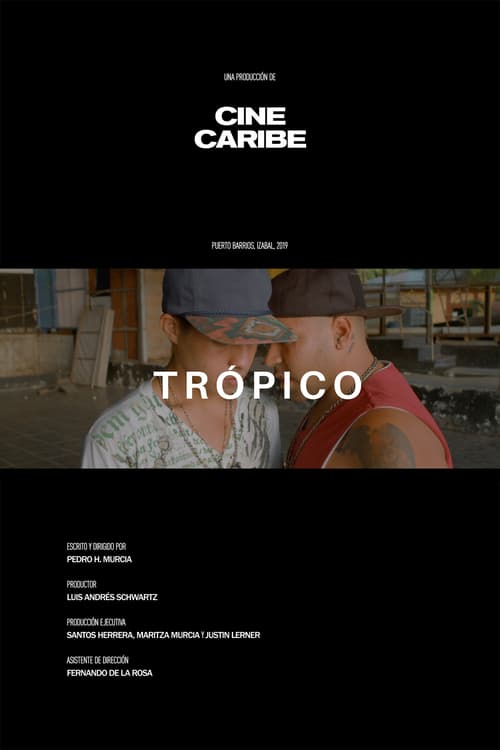 UNA PRODUCCIÓN DE
CINE
CARIBE
PUERTO BARRIOS, IZABAL, 2019
TRÓPICO
ESCRITO Y DIRIGIDO POR
PEDRO H. MURCIA
PRODUCTOR
LUIS ANDRÉS SCHWARTZ
PRODUCCIÓN EJECUTIVA
SANTOS HERRERA, MARITZA MURCIA Y JUSTIN LERNER
ASISTENTE DE DIRECCIÓN
FERNANDO DE LA ROSA